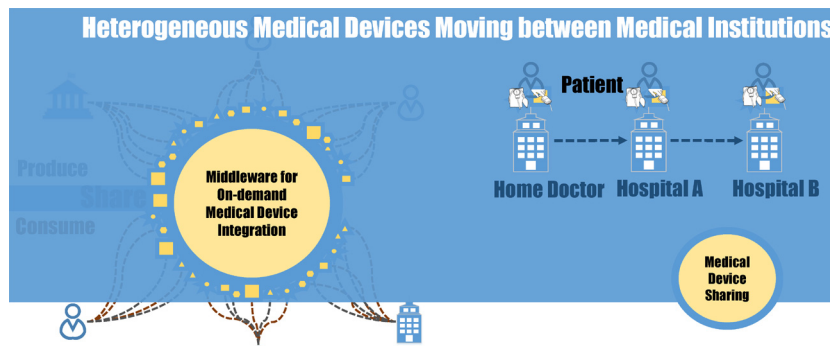 Heterogeneous Medical Devices Moving between Medical Institutions
Patient
Home Doctor
Hospital A
Hospital B
Produce
Share
Consume
Middleware for
On-demand
Medical Device
Integration
Medical
Device
Sharing